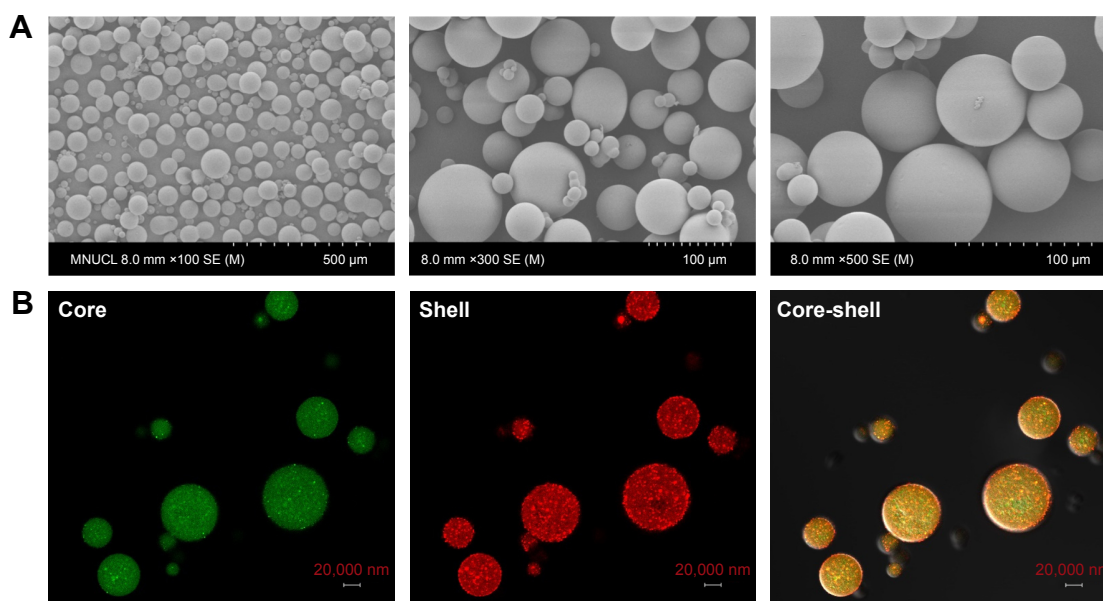 A
MNUCL 8.0 mm ×100 SE (M) 500 µm
8.0 mm ×300 SE (M) 100 µm
8.0 mm ×500 SE (M) 100 µm
B
Core
Shell
Core-shell
20,000 nm
20,000 nm
20,000 nm